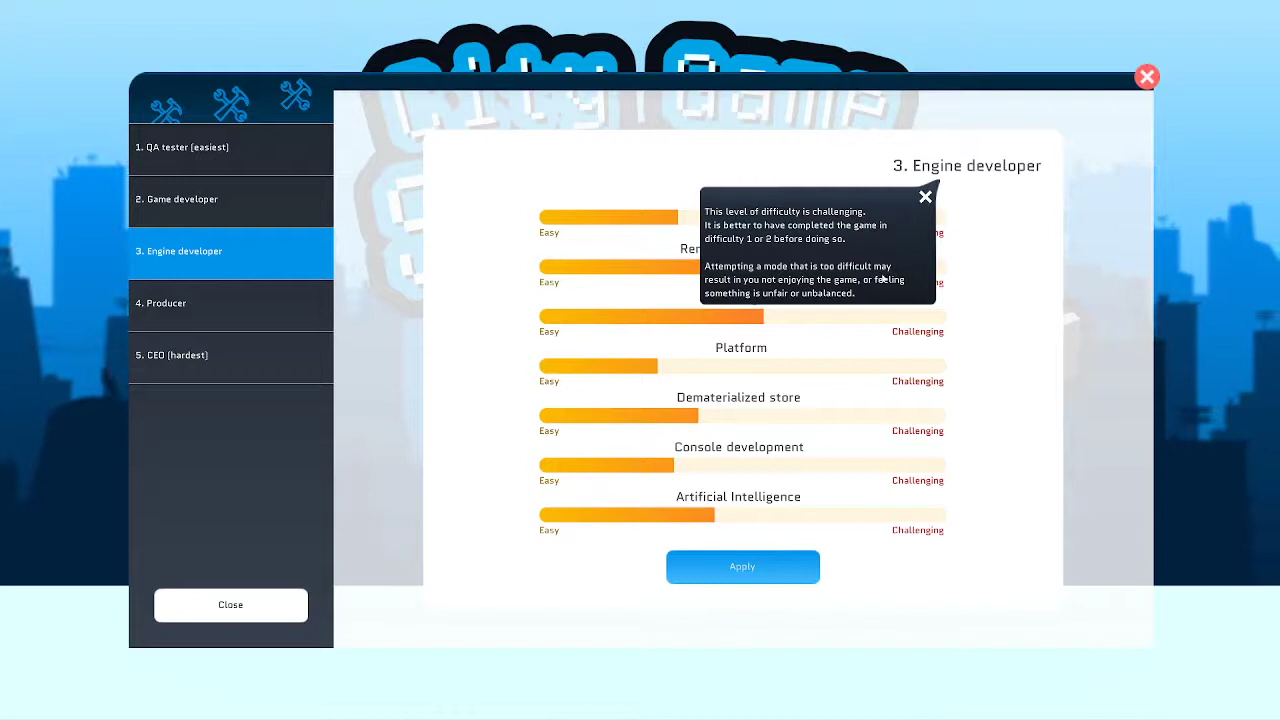 City Game
1. QA tester (easiest)
2. Game developer
3. Engine developer
4. Producer
5. CEO (hardest)
Close
3. Engine developer
This level of difficulty is challenging.
It is better to have completed the game in
difficulty 1 or 2 before doing so.
Attempting a mode that is too difficult may
result in you not enjoying the game, or feeling
something is unfair or unbalanced.
Easy
Easy
Easy
Challenging
Platform
Easy
Challenging
Dematerialized store
Easy
Challenging
Console development
Easy
Challenging
Artificial Intelligence
Easy
Challenging
Apply